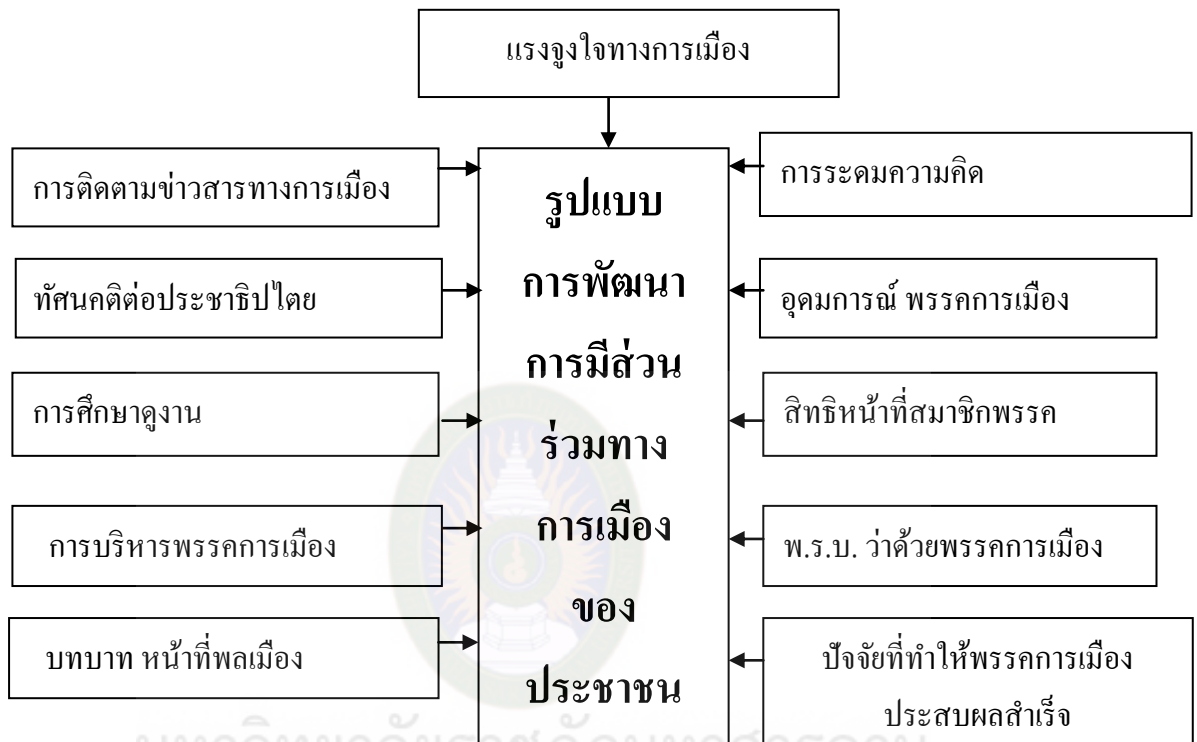 แรงจูงใจทางการเมือง
การติดตามข่าวสารทางการเมือง
ทัศนคติต่อประชาธิปไตย
การศึกษาดูงาน
การบริหารพรรคการเมือง
บทบาท หน้าที่พลเมือง
รูปแบบ
การพัฒนา
การมีส่วน
ร่วมทาง
การเมือง
ของ
ประชาชน
การระดมความคิด
อุดมการณ์ พรรคการเมือง
สิทธิหน้าที่สมาชิกพรรค
พ.ร.บ. ว่าด้วยพรรคการเมือง
ปัจจัยที่ทำให้พรรคการเมือง
ประสบผลสำเร็จ